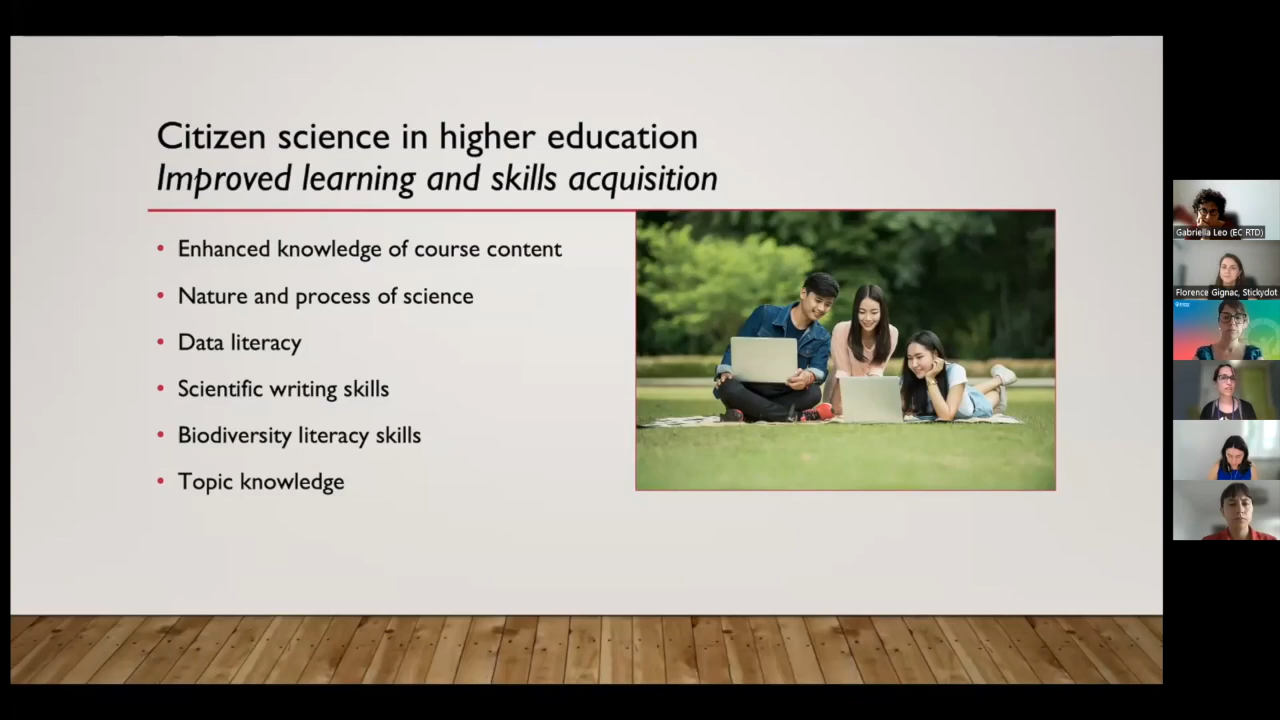 Citizen science in higher education
Improved learning and skills acquisition
• Enhanced knowledge of course content
• Nature and process of science
• Data literacy
• Scientific writing skills
• Biodiversity literacy skills
• Topic knowledge
Gabriella Leo (EC RTD)
Florence Gignac, Stickydot